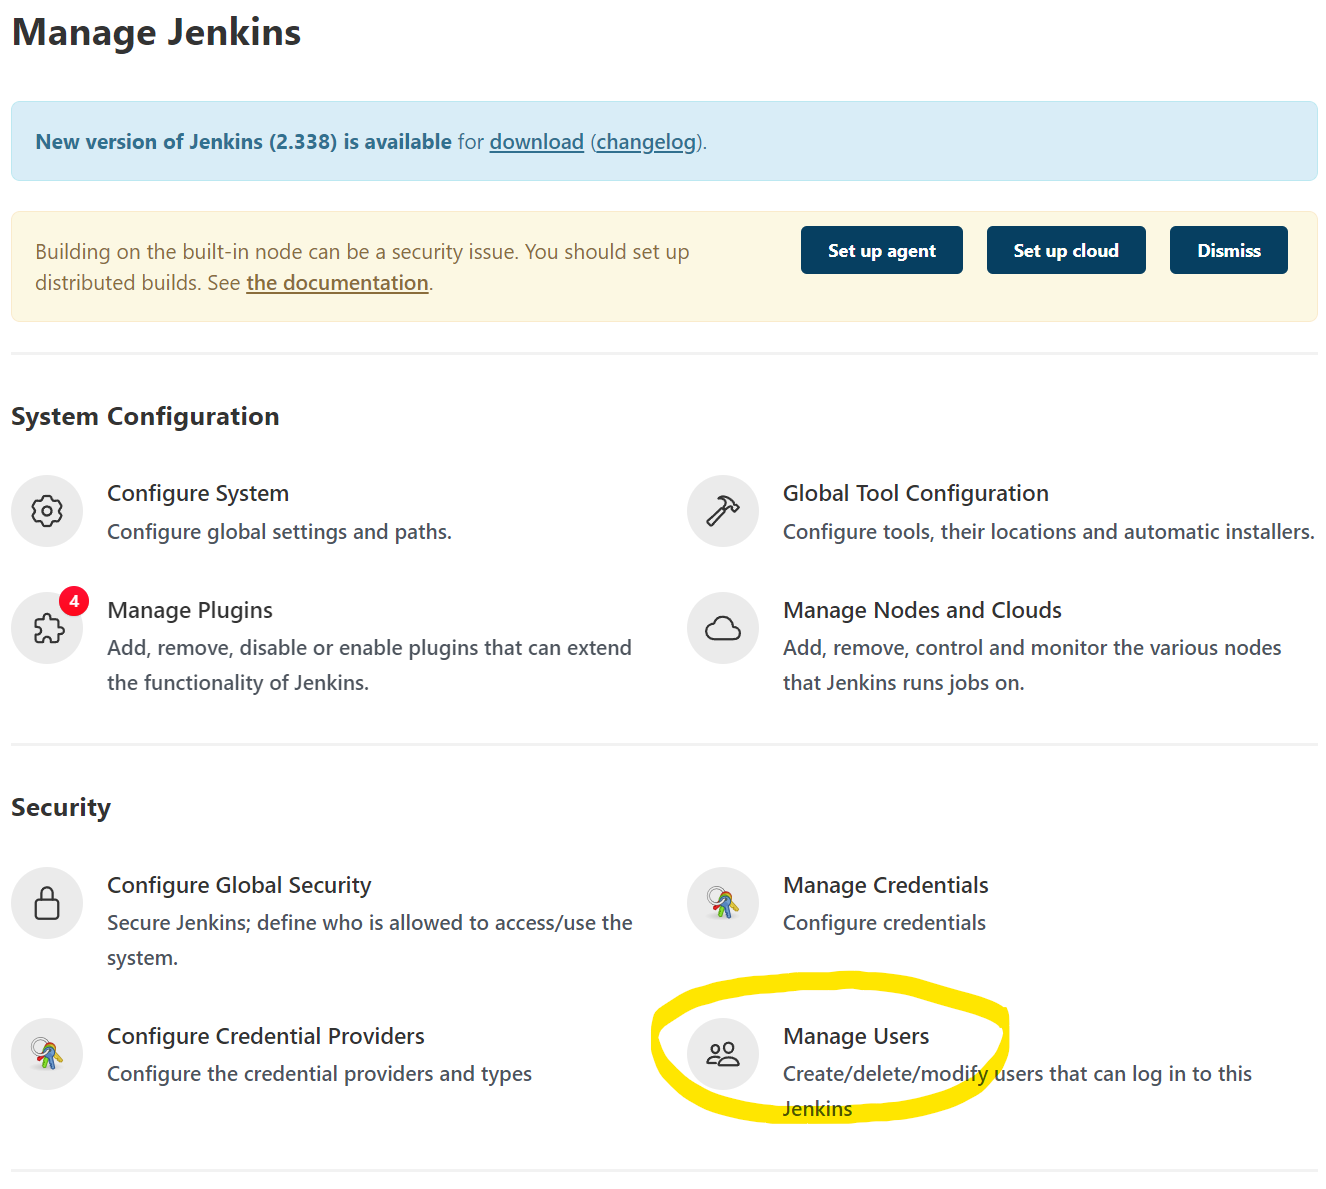 Manage Jenkins
New version of Jenkins (2.338) is available for download (changelog).
Building on the built-in node can be a security issue. You should set up
distributed builds. See the documentation.
Set up agent
Set up cloud
Dismiss
System Configuration
Configure System
Configure global settings and paths.
Global Tool Configuration
Configure tools, their locations and automatic installers.
4
Manage Plugins
Add, remove, disable or enable plugins that can extend
the functionality of Jenkins.
Manage Nodes and Clouds
Add, remove, control and monitor the various nodes
that Jenkins runs jobs on.
Security
Configure Global Security
Secure Jenkins; define who is allowed to access/use the
system.
Manage Credentials
Configure credentials
Configure Credential Providers
Configure the credential providers and types
Manage Users
Create/delete/modify users that can log in to this
Jenkins